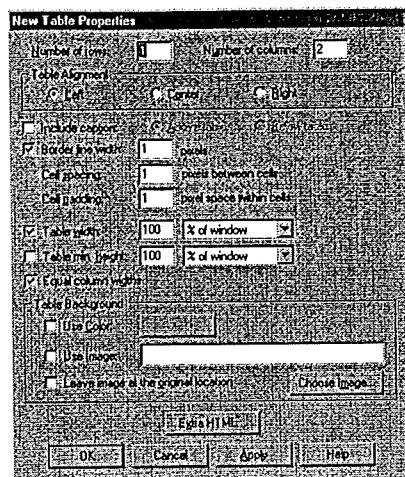 New Table Properties
Number of rows: 1 Number of columns: 2
Table Alignment
Left Center Right
Include caption:
Border line width: 1 pixels
Cell spacing: 1 pixels between cells
Cell padding: 1 pixel space within cells
Table width: 100 % of window
Table min. height: 100 % of window
Equal column widths
Table Background
Use Color:
Use Image:
Leave image at the original location Choose Image...
Extra HTML...
OK Cancel Apply Help